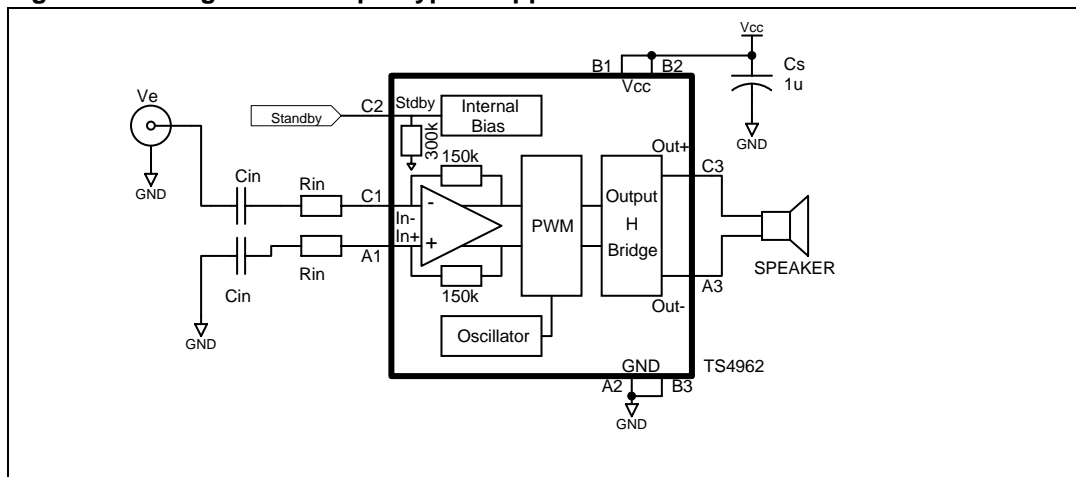 Vcc
B1
B2
Vcc
Cs
1u
GND
Ve
GND
Standby
C2
Stdby
Internal
Bias
300k
150k
Out+
C3
Cin
Rin
C1
In-
In+
-
+
A1
PWM
Output
H
Bridge
SPEAKER
Cin
Rin
150k
A3
Out-
Oscillator
GND
GND
TS4962
A2
B3
GND